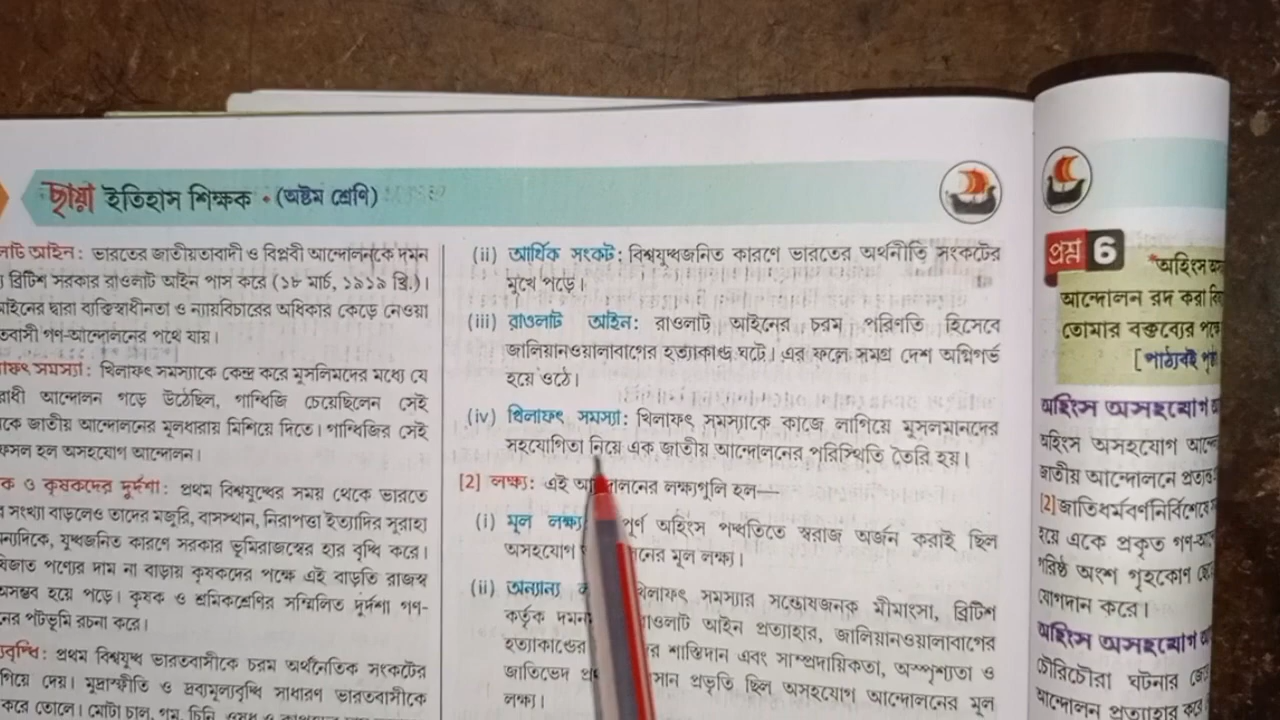 ছায়া ইতিহাস শিক্ষক • (অষ্টম শ্রেণি)
আইন: ভারতের জাতীয়তাবাদী ও বিপ্লবী আন্দোলনকে দমন
ব্রিটিশ সরকার রাওলাট আইন পাস করে (১৮ মার্চ, ১৯১৯ খ্রি.)।
ইনের দ্বারা ব্যক্তিস্বাধীনতা ও ন্যায়বিচারের অধিকার কেড়ে নেওয়া
তবাসী গণ-আন্দোলনের পথে যায়।
সমস্যা: খিলাফৎ সমস্যাকে কেন্দ্র করে মুসলিমদের মধ্যে যে
রোধী আন্দোলন গড়ে উঠেছিল, গান্ধিজি চেয়েছিলেন সেই
কে জাতীয় আন্দোলনের মূলধারায় মিশিয়ে দিতে। গান্ধিজির সেই
ফসল হল অসহযোগ আন্দোলন।
ক ও কৃষকদের দুর্দশা: প্রথম বিশ্বযুদ্ধের সময় থেকে ভারতে
সংখ্যা বাড়লেও তাদের মজুরি, বাসস্থান, নিরাপত্তা ইত্যাদির সুরাহা
ন্যদিকে, যুদ্ধজনিত কারণে সরকার ভূমিরাজস্বের হার বৃদ্ধি করে।
ষিজাত পণ্যের দাম না বাড়ায় কৃষকদের পক্ষে এই বাড়তি রাজস্ব
অসম্ভব হয়ে পড়ে। কৃষক ও শ্রমিকশ্রেণির সম্মিলিত দুর্দশা গণ-
নের পটভূমি রচনা করে।
বৃদ্ধি: প্রথম বিশ্বযুদ্ধ ভারতবাসীকে চরম অর্থনৈতিক সংকটের
গিয়ে দেয়। মুদ্রাস্ফীতি ও দ্রব্যমূল্যবৃদ্ধি সাধারণ ভারতবাসীকে
করে তোলে। মোটা চাল, গম, চিনি,
(ii) আর্থিক সংকট: বিশ্বযুদ্ধজনিত কারণে ভারতের অর্থনীতি সংকটের
মুখে পড়ে।
(iii) রাওলাট আইন: রাওলাট আইনের চরম পরিণতি হিসেবে
জালিয়ানওয়ালাবাগের হত্যাকাণ্ড ঘটে। এর ফলে সমগ্র দেশ অগ্নিগর্ভ
হয়ে ওঠে।
(iv) খিলাফৎ সমস্যা: খিলাফৎ সমস্যাকে কাজে লাগিয়ে মুসলমানদের
সহযোগিতা নিয়ে এক জাতীয় আন্দোলনের পরিস্থিতি তৈরি হয়।
[2] লক্ষ্য: এই লনের লক্ষ্যগুলি হল—
(i) মূল লক্ষ্য পূর্ণ অহিংস পদ্ধতিতে স্বরাজ অর্জন করাই ছিল
অসহযোগ লনের মূল লক্ষ্য।
(ii) অন্যান্য খিলাফৎ সমস্যার সন্তোষজনক মীমাংসা, ব্রিটিশ
কর্তৃক দমন রাওলাট আইন প্রত্যাহার, জালিয়ানওয়ালাবাগের
হত্যাকাণ্ডের শাস্তিদান এবং সাম্প্রদায়িকতা, অস্পৃশ্যতা ও
জাতিভেদ সান প্রভৃতি ছিল অসহযোগ আন্দোলনের মূল
লক্ষ্য।
প্রশ্ন 6
"অহিংস অস
আন্দোলন রদ করা
তোমার বক্তব্যের পক্ষে
[পাঠ্যবই পৃ
অহিংস অসহযোগ
অহিংস অসহযোগ আন্দে
জাতীয় আন্দোলনে
[2] জাতিধর্মবর্ণনির্বিশেষে
হয়ে একে প্রকৃত গণ-আ
গরিষ্ঠ অংশ গৃহকোণ
যোগদান করে।
অহিংস অসহযোগ
চৌরিচৌরা ঘটনার
আন্দোলন প্রত্যাহার করে